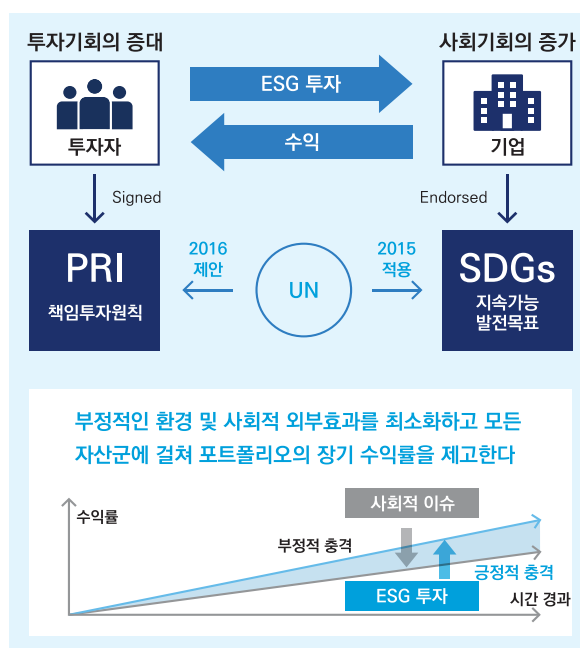 투자기회의 증대
사회기회의 증가
투자자
ESG 투자
수익
기업
Signed
Endorsed
PRI
책임투자원칙
2016
제안
UN
2015
적용
SDGs
지속가능
발전목표
부정적인 환경 및 사회적 외부효과를 최소화하고 모든
자산군에 걸쳐 포트폴리오의 장기 수익률을 제고한다
수익률
사회적 이슈
부정적 충격
긍정적 충격
ESG 투자
시간 경과